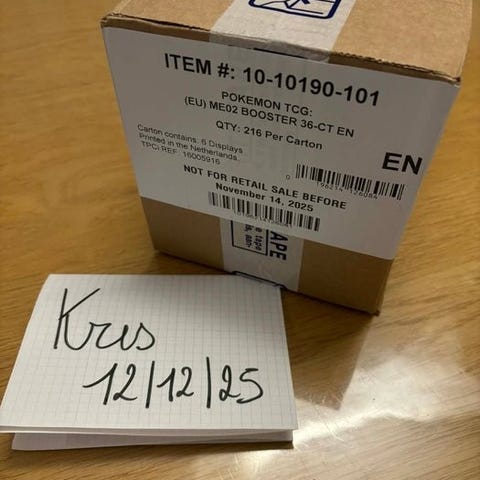 ITEM #: 10-10190-101
POKEMON TCG:
(EU) ME02 BOOSTER 36-CT EN
QTY: 216 Per Carton
Carton contains: 6 Displays
Printed in the Netherlands.
TPCi REF: 16005916
EN
NOT FOR RETAIL SALE BEFORE
November 14, 2025
APE
Kris
12/12/25